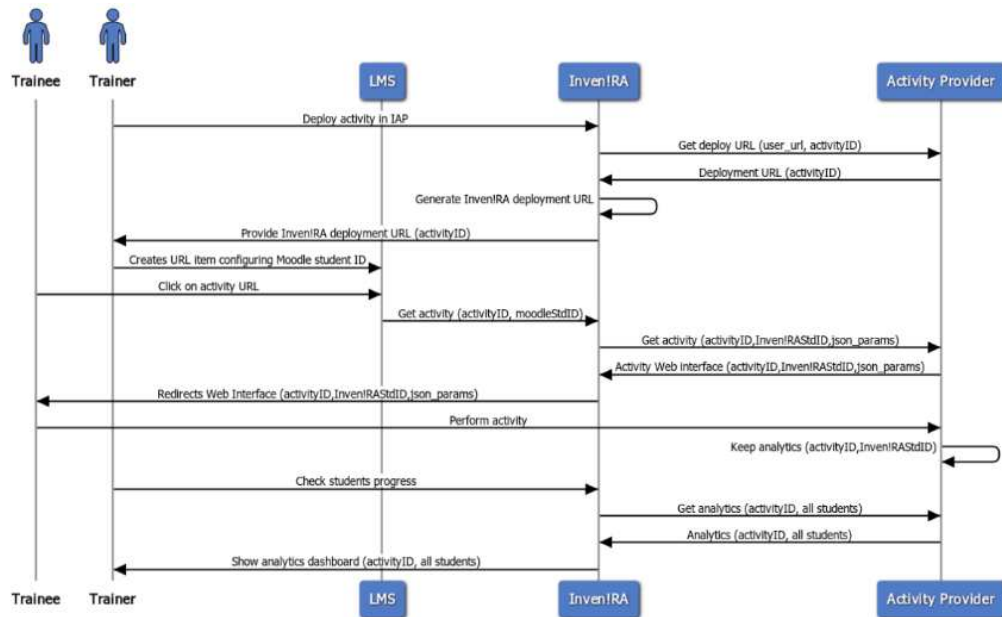 Trainee Trainer LMS Inven!RA Activity Provider
Deploy activity in IAP
Get deploy URL (user_url, activityID)
Deployment URL (activityID)
Generate Inven!RA deployment URL
Provide Inven!RA deployment URL (activityID)
Creates URL item configuring Moodle student ID
Click on activity URL
Get activity (activityID, moodleStdID)
Get activity (activityID,Inven!RAStdID,json_params)
Activity Web interface (activityID,Inven!RAStdID,json_params)
Redirects Web Interface (activityID,Inven!RAStdID,json_params)
Perform activity
Keep analytics (activityID,Inven!RAStdID)
Check students progress
Get analytics (activityID, all students)
Analytics (activityID, all students)
Show analytics dashboard (activityID, all students)
Trainee Trainer LMS Inven!RA Activity Provider